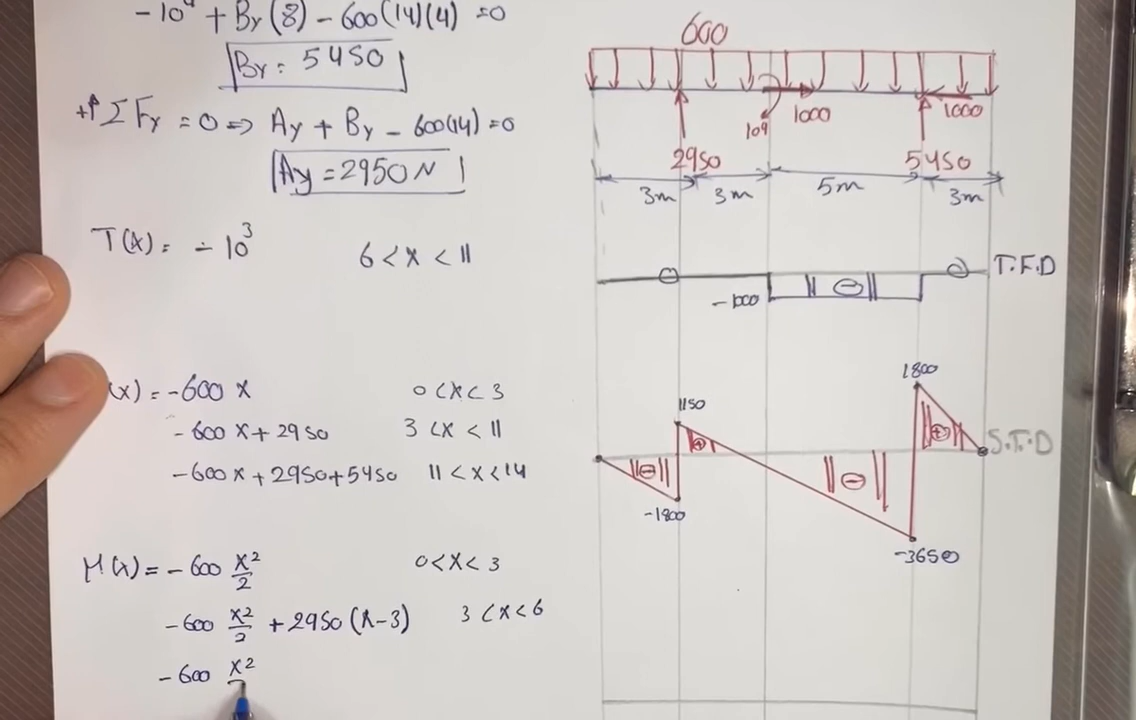 -10⁴ + By(8) - 600(14)(4) = 0
By = 5450
+↑ΣFy = 0 ⇒ Ay + By - 600(14) = 0
Ay = 2950 N
T(x) = -10³ 6 < x < 11
(x) = -600 x 0 < x < 3
-600 x + 2950 3 < x < 11
-600x + 2950 + 5450 11 < x < 14
M(x) = -600 x²/2 0 < x < 3
-600 x²/2 + 2950 (x-3) 3 < x < 6
-600 x²
600
10⁴ 1000 1000
2950 5450
3m 3m 5m 3m
T.F.D
-1000 ⊖
1800
1150
⊖ ⊕ ⊖ ⊕ S.F.D
-1800
-3650